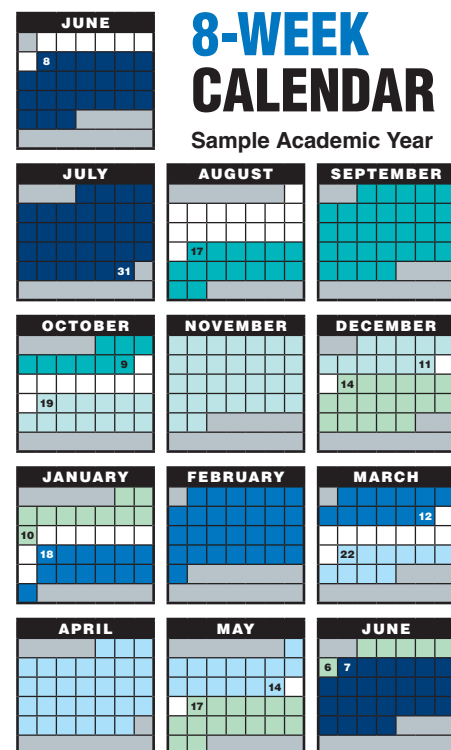 JUNE
8
8-WEEK
CALENDAR
Sample Academic Year
JULY
31
AUGUST
17
SEPTEMBER
OCTOBER
9
19
NOVEMBER
DECEMBER
11
14
JANUARY
10
18
FEBRUARY
MARCH
12
22
APRIL
MAY
14
17
JUNE
6 7